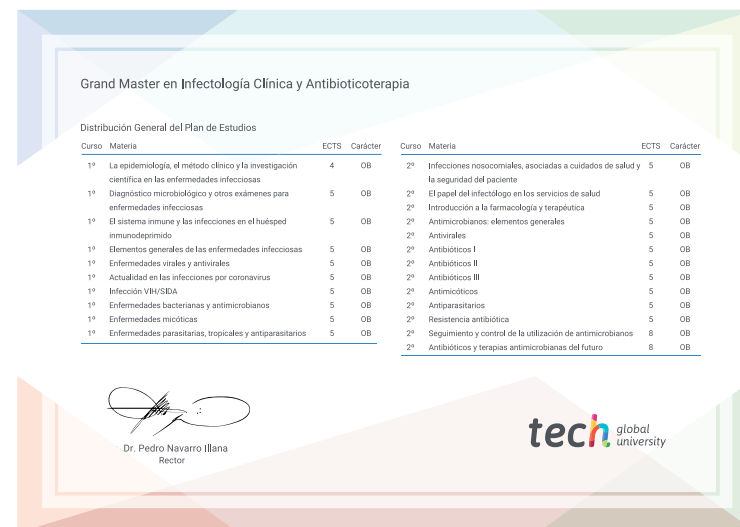 Grand Master en Infectología Clínica y Antibioticoterapia
Distribución General del Plan de Estudios
Curso Materia ECTS Carácter
1º La epidemiología, el método clínico y la investigación 4 OB
científica en las enfermedades infecciosas
1º Diagnóstico microbiológico y otros exámenes para 5 OB
enfermedades infecciosas
1º El sistema inmune y las infecciones en el huésped 5 OB
inmunodeprimido
1º Elementos generales de las enfermedades infecciosas 5 OB
1º Enfermedades virales y antivirales 5 OB
1º Actualidad en las infecciones por coronavirus 5 OB
1º Infección VIH/SIDA 5 OB
1º Enfermedades bacterianas y antimicrobianos 5 OB
1º Enfermedades micóticas 5 OB
1º Enfermedades parasitarias, tropicales y antiparasitarios 5 OB
Curso Materia ECTS Carácter
2º Infecciones nosocomiales, asociadas a cuidados de salud y 5 OB
la seguridad del paciente
2º El papel del infectólogo en los servicios de salud 5 OB
2º Introducción a la farmacología y terapéutica 5 OB
2º Antimicrobianos: elementos generales 5 OB
2º Antivirales 5 OB
2º Antibióticos I 5 OB
2º Antibióticos II 5 OB
2º Antibióticos III 5 OB
2º Antimicóticos 5 OB
2º Antiparasitarios 5 OB
2º Resistencia antibiótica 5 OB
2º Seguimiento y control de la utilización de antimicrobianos 8 OB
2º Antibióticos y terapias antimicrobianas del futuro 8 OB
Dr. Pedro Navarro Illana
Rector
tech global
university